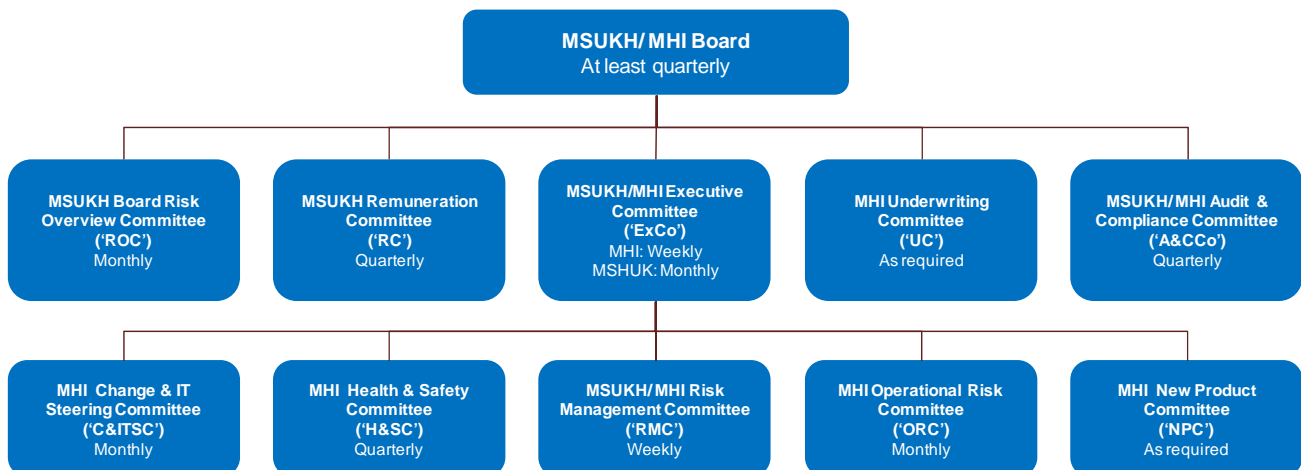 MSUKH/ MHI Board
At least quarterly
MSUKH Board Risk
Overview Committee
(‘ROC’)
Monthly
MSUKH Remuneration
Committee
(‘RC’)
Quarterly
MSUKH/MHI Executive
Committee
(‘ExCo’)
MHI: Weekly
MSHUK: Monthly
MHI Underwriting
Committee
(‘UC’)
As required
MSUKH/ MHI Audit &
Compliance Committee
(‘A&CCo’)
Quarterly
MHI Change & IT
Steering Committee
(‘C&ITSC’)
Monthly
MHI Health & Safety
Committee
(‘H&SC’)
Quarterly
MSUKH/ MHI Risk
Management Committee
(‘RMC’)
Weekly
MHI Operational Risk
Committee
(‘ORC’)
Monthly
MHI New Product
Committee
(‘NPC’)
As required